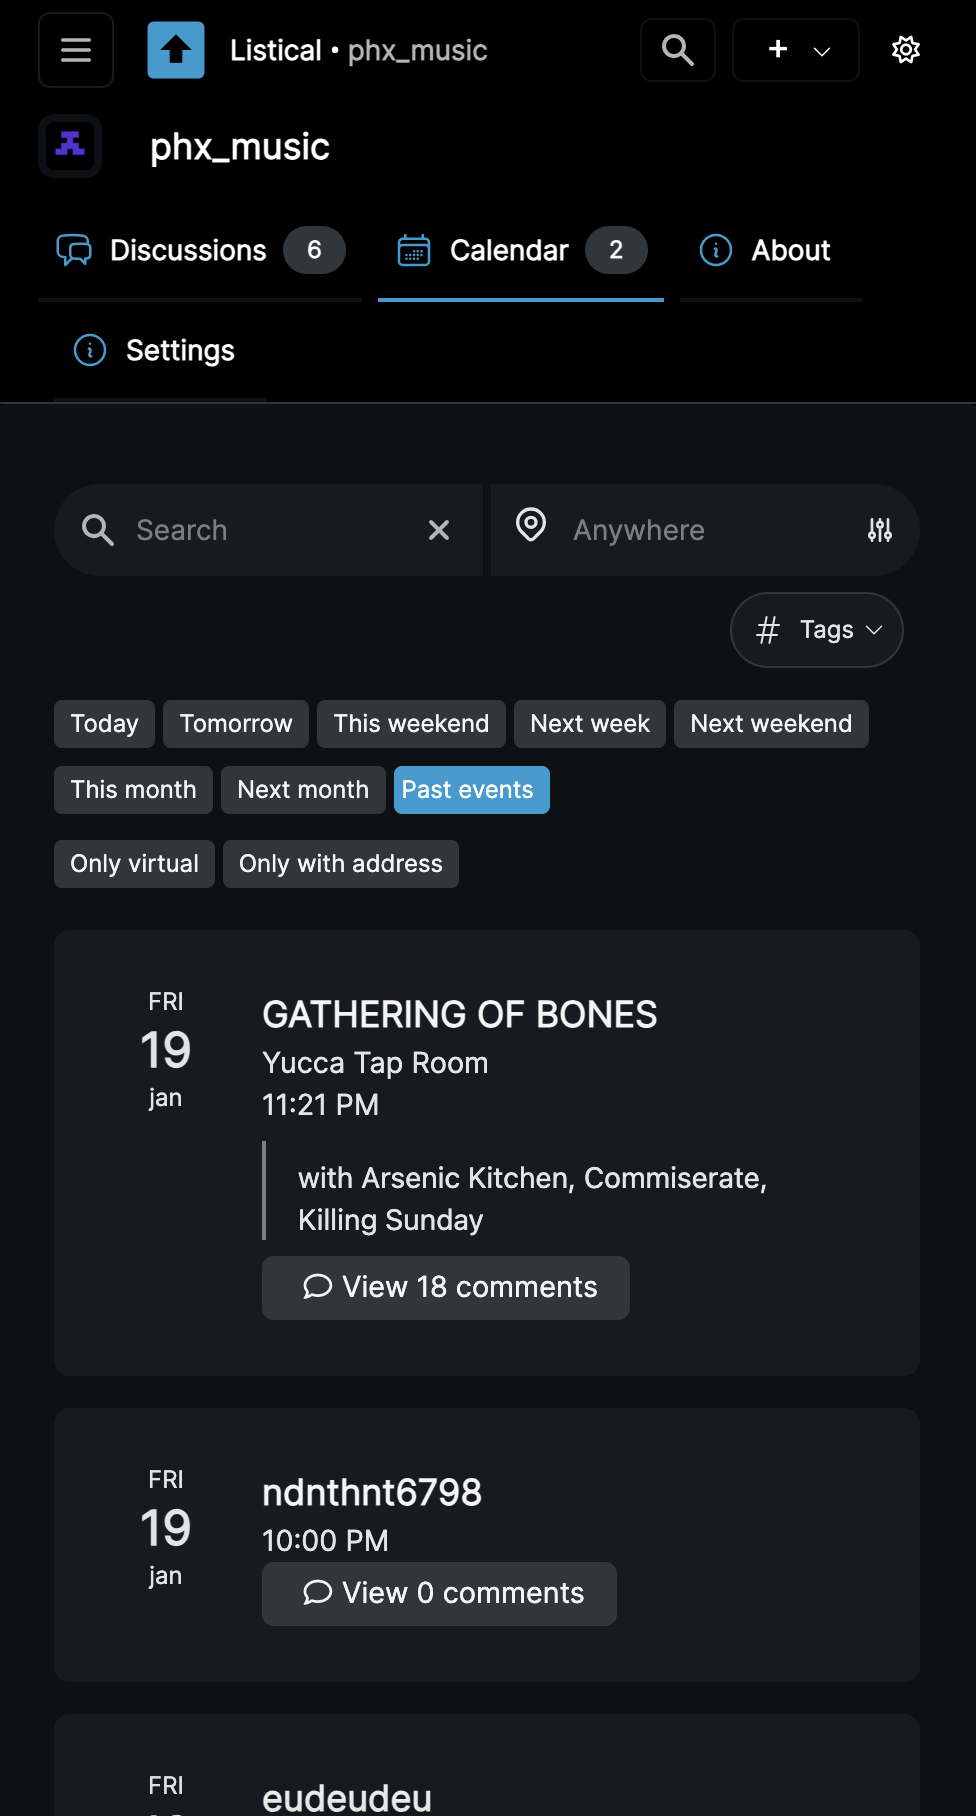 Listical • phx_music
phx_music
Discussions 6 Calendar 2 About
Settings
Search Anywhere
# Tags
Today Tomorrow This weekend Next week Next weekend
This month Next month Past events
Only virtual Only with address
FRI
19
jan
GATHERING OF BONES
Yucca Tap Room
11:21 PM
with Arsenic Kitchen, Commiserate,
Killing Sunday
View 18 comments
FRI
19
jan
ndnthnt6798
10:00 PM
View 0 comments
FRI
eudeudeu